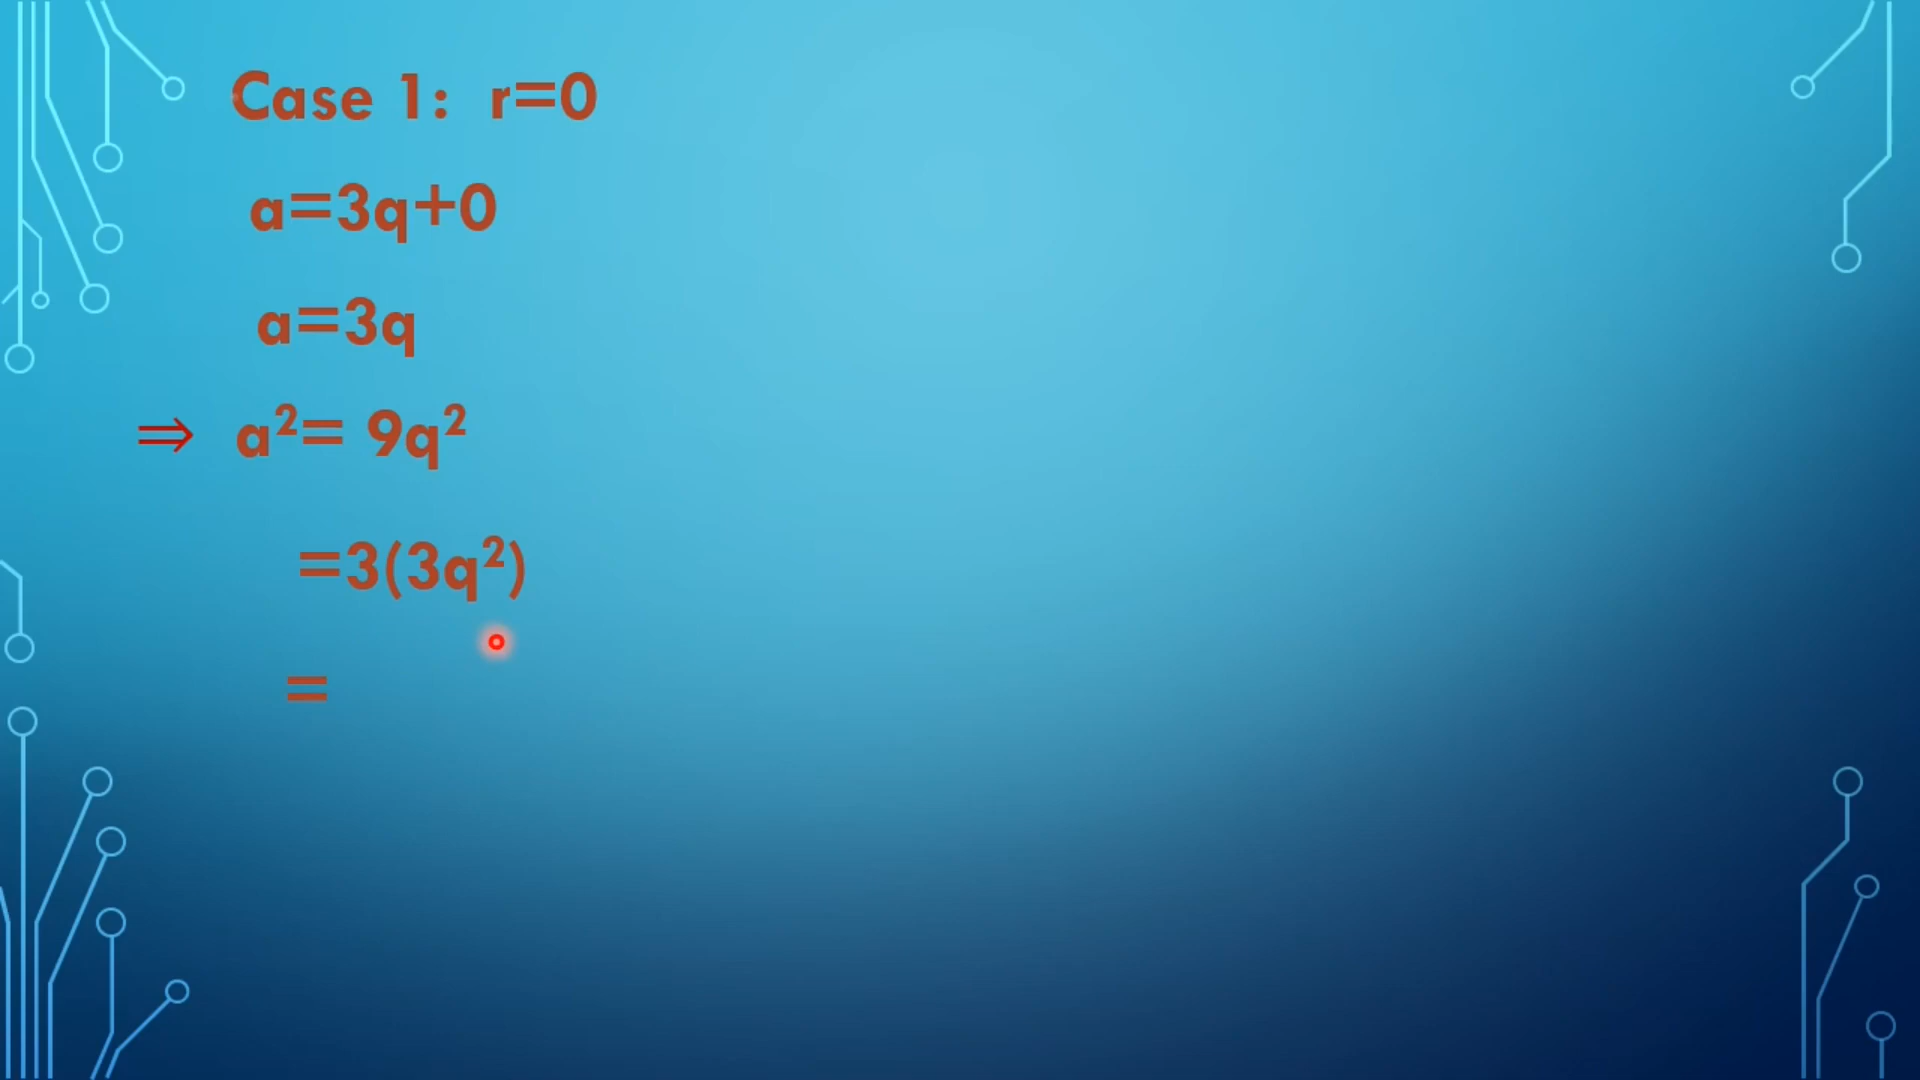 Case 1: r=0
a=3q+0
a=3q
⇒ a²= 9q²
=3(3q²)
=